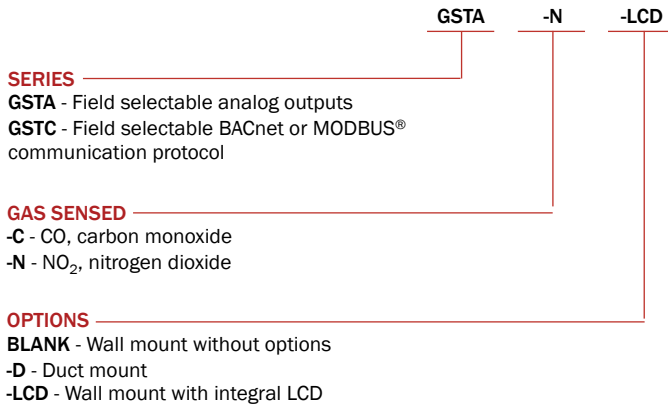 GSTA -N -LCD
SERIES
GSTA - Field selectable analog outputs
GSTC - Field selectable BACnet or MODBUS®
communication protocol
GAS SENSED
-C - CO, carbon monoxide
-N - NO₂, nitrogen dioxide
OPTIONS
BLANK - Wall mount without options
-D - Duct mount
-LCD - Wall mount with integral LCD